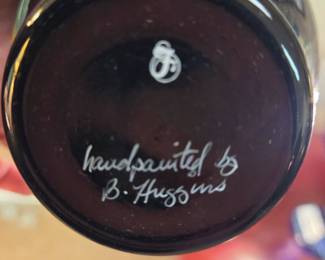 handpainted by
B. Huggins